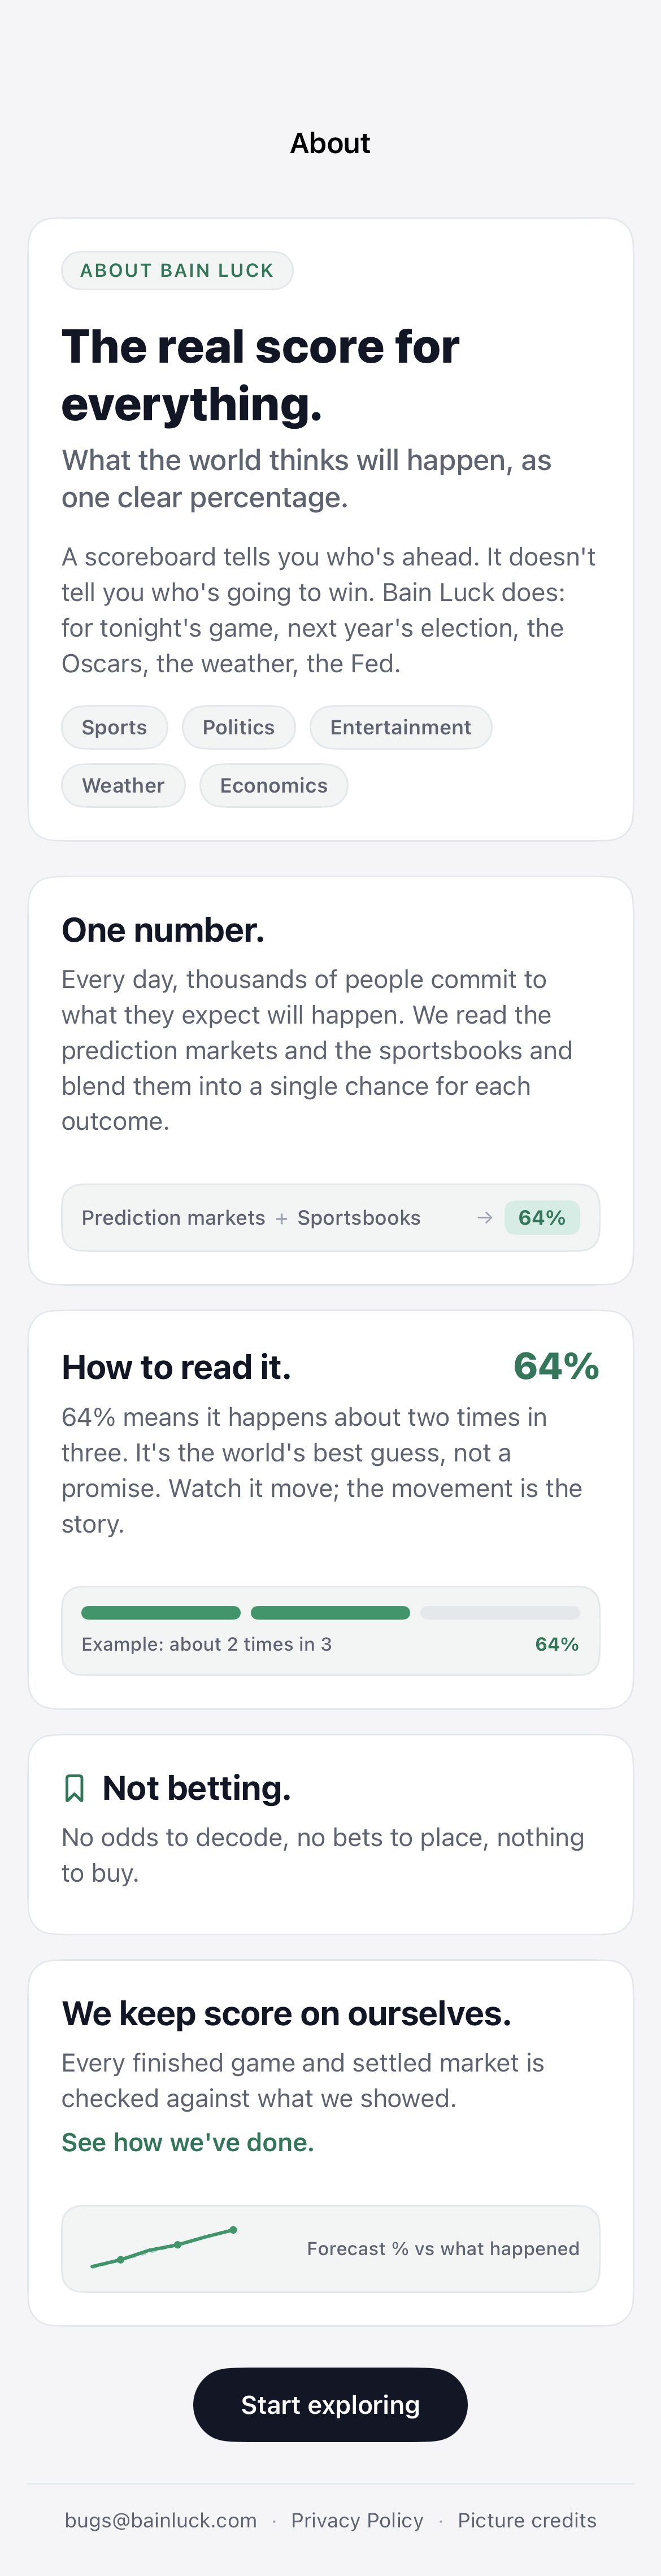 About
ABOUT BAIN LUCK
The real score for
everything.
What the world thinks will happen, as
one clear percentage.
A scoreboard tells you who's ahead. It doesn't
tell you who's going to win. Bain Luck does:
for tonight's game, next year's election, the
Oscars, the weather, the Fed.
Sports Politics Entertainment
Weather Economics
One number.
Every day, thousands of people commit to
what they expect will happen. We read the
prediction markets and the sportsbooks and
blend them into a single chance for each
outcome.
Prediction markets + Sportsbooks → 64%
How to read it. 64%
64% means it happens about two times in
three. It's the world's best guess, not a
promise. Watch it move; the movement is the
story.
Example: about 2 times in 3 64%
Not betting.
No odds to decode, no bets to place, nothing
to buy.
We keep score on ourselves.
Every finished game and settled market is
checked against what we showed.
See how we've done.
Forecast % vs what happened
Start exploring
bugs@bainluck.com · Privacy Policy · Picture credits